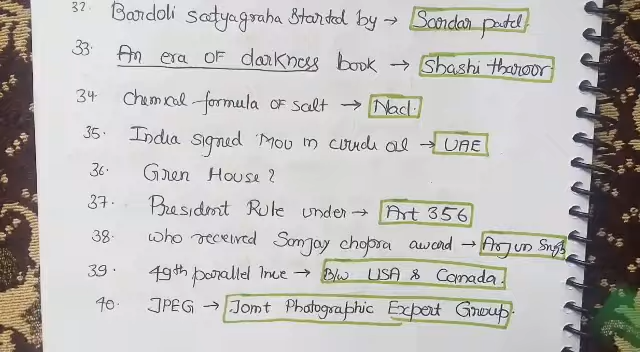 32. Bardoli satyagraha started by → Sardar patel.
33. An era OF darkness book → Shashi tharoor
34. Chemical formula OF salt → Nacl.
35. India signed MOU in crude oil → UAE
36. Gren House ?
37. President Rule under → Art 356
38. who received Sanjay chopra award → Arjun Singh
39. 49th parallel line → B/w USA & Canada.
40. JPEG → Joint Photographic Expert Group.